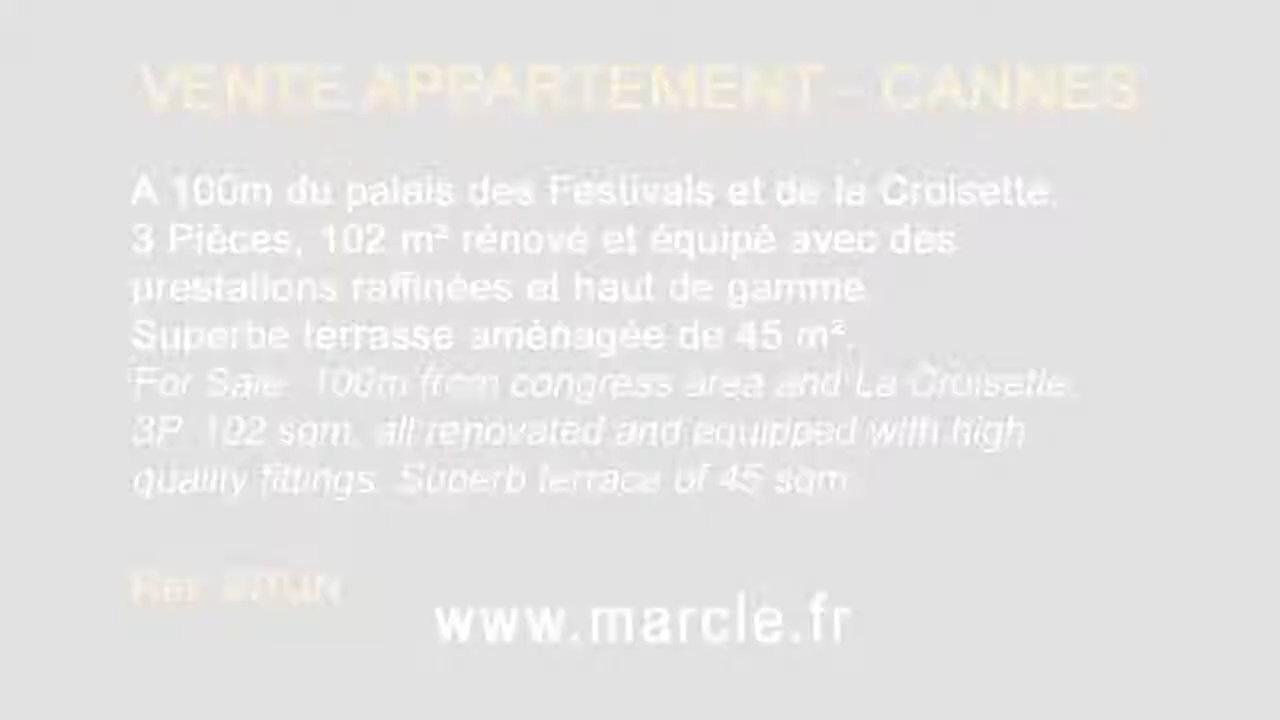 VENTE APPARTEMENT - CANNES
A 100m du palais des Festivals et de la Croisette.
3 Pièces, 102 m² rénové et équipé avec des
prestations raffinées et haut de gamme.
Superbe terrasse aménagée de 45 m².
For Sale. 100m from congress area and La Croisette.
3P, 102 sqm, all renovated and equipped with high
quality fittings. Superb terrace of 45 sqm.
Réf.
www.marcle.fr